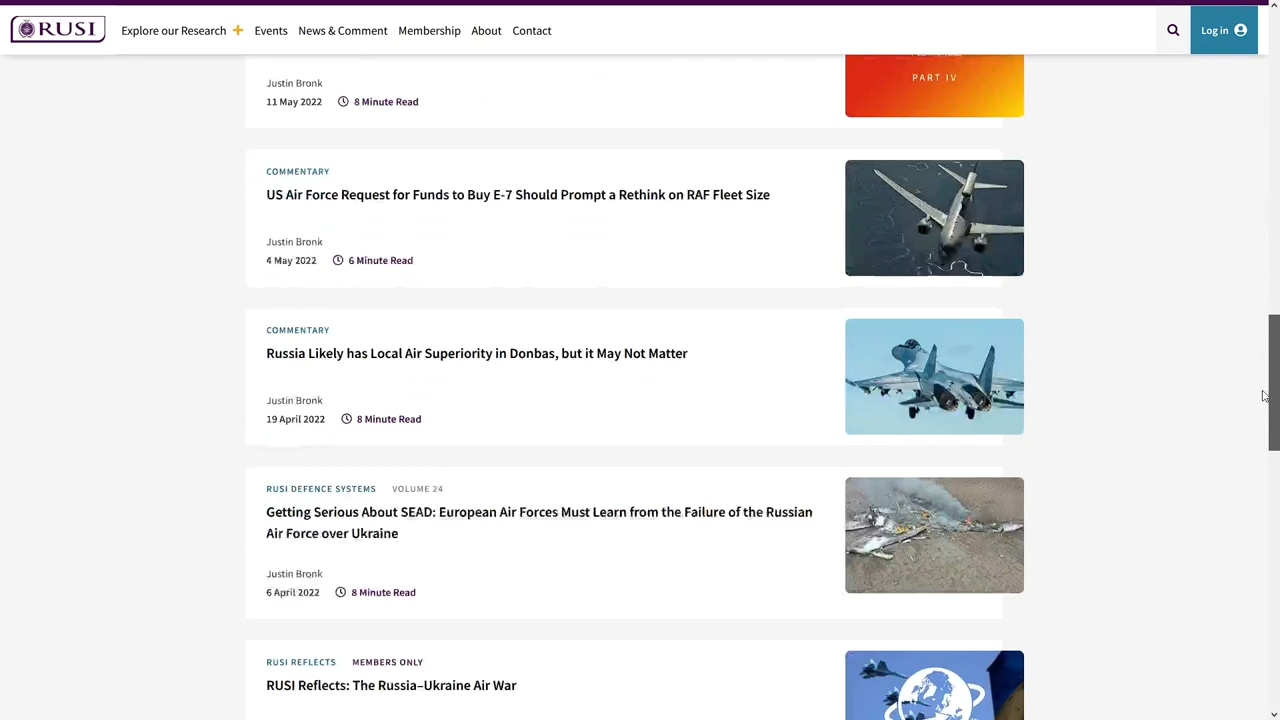 RUSI
Explore our Research + Events News & Comment Membership About Contact
Log in
Justin Bronk
11 May 2022 8 Minute Read
PART IV
COMMENTARY
US Air Force Request for Funds to Buy E-7 Should Prompt a Rethink on RAF Fleet Size
Justin Bronk
4 May 2022 6 Minute Read
COMMENTARY
Russia Likely has Local Air Superiority in Donbas, but it May Not Matter
Justin Bronk
19 April 2022 8 Minute Read
RUSI DEFENCE SYSTEMS VOLUME 24
Getting Serious About SEAD: European Air Forces Must Learn from the Failure of the Russian
Air Force over Ukraine
Justin Bronk
6 April 2022 8 Minute Read
RUSI REFLECTS MEMBERS ONLY
RUSI Reflects: The Russia–Ukraine Air War